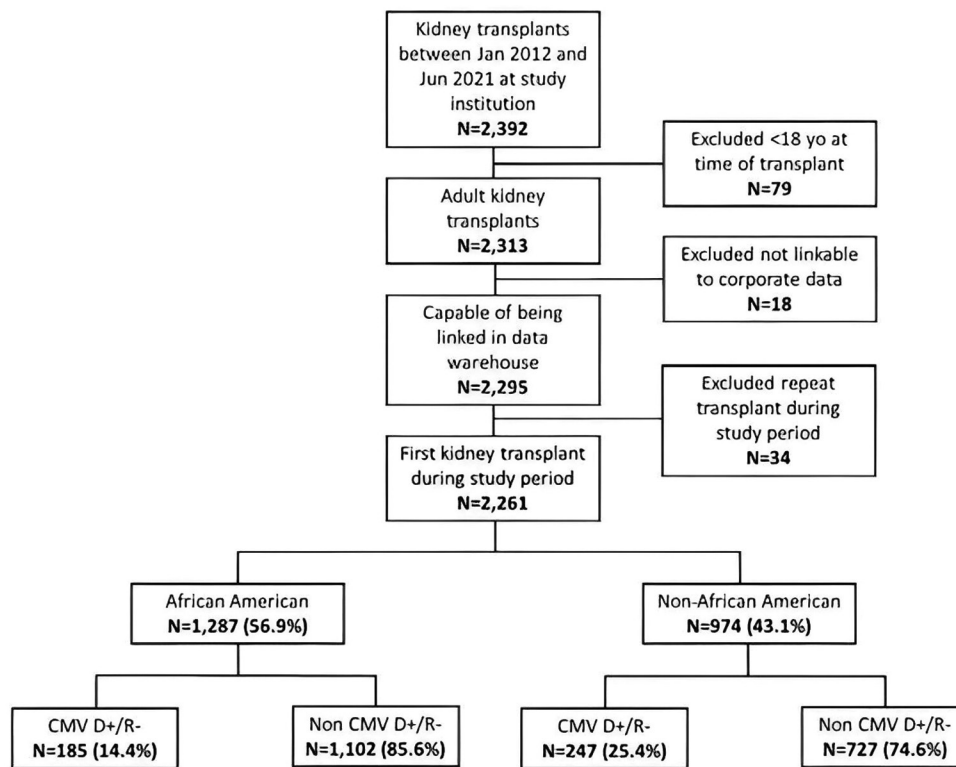 Kidney transplants
between Jan 2012 and
Jun 2021 at study
institution
N=2,392
Excluded <18 yo at
time of transplant
N=79
Adult kidney
transplants
N=2,313
Excluded not linkable
to corporate data
N=18
Capable of being
linked in data
warehouse
N=2,295
Excluded repeat
transplant during
study period
N=34
First kidney transplant
during study period
N=2,261
African American
N=1,287 (56.9%)
Non-African American
N=974 (43.1%)
CMV D+/R-
N=185 (14.4%)
Non CMV D+/R-
N=1,102 (85.6%)
CMV D+/R-
N=247 (25.4%)
Non CMV D+/R-
N=727 (74.6%)